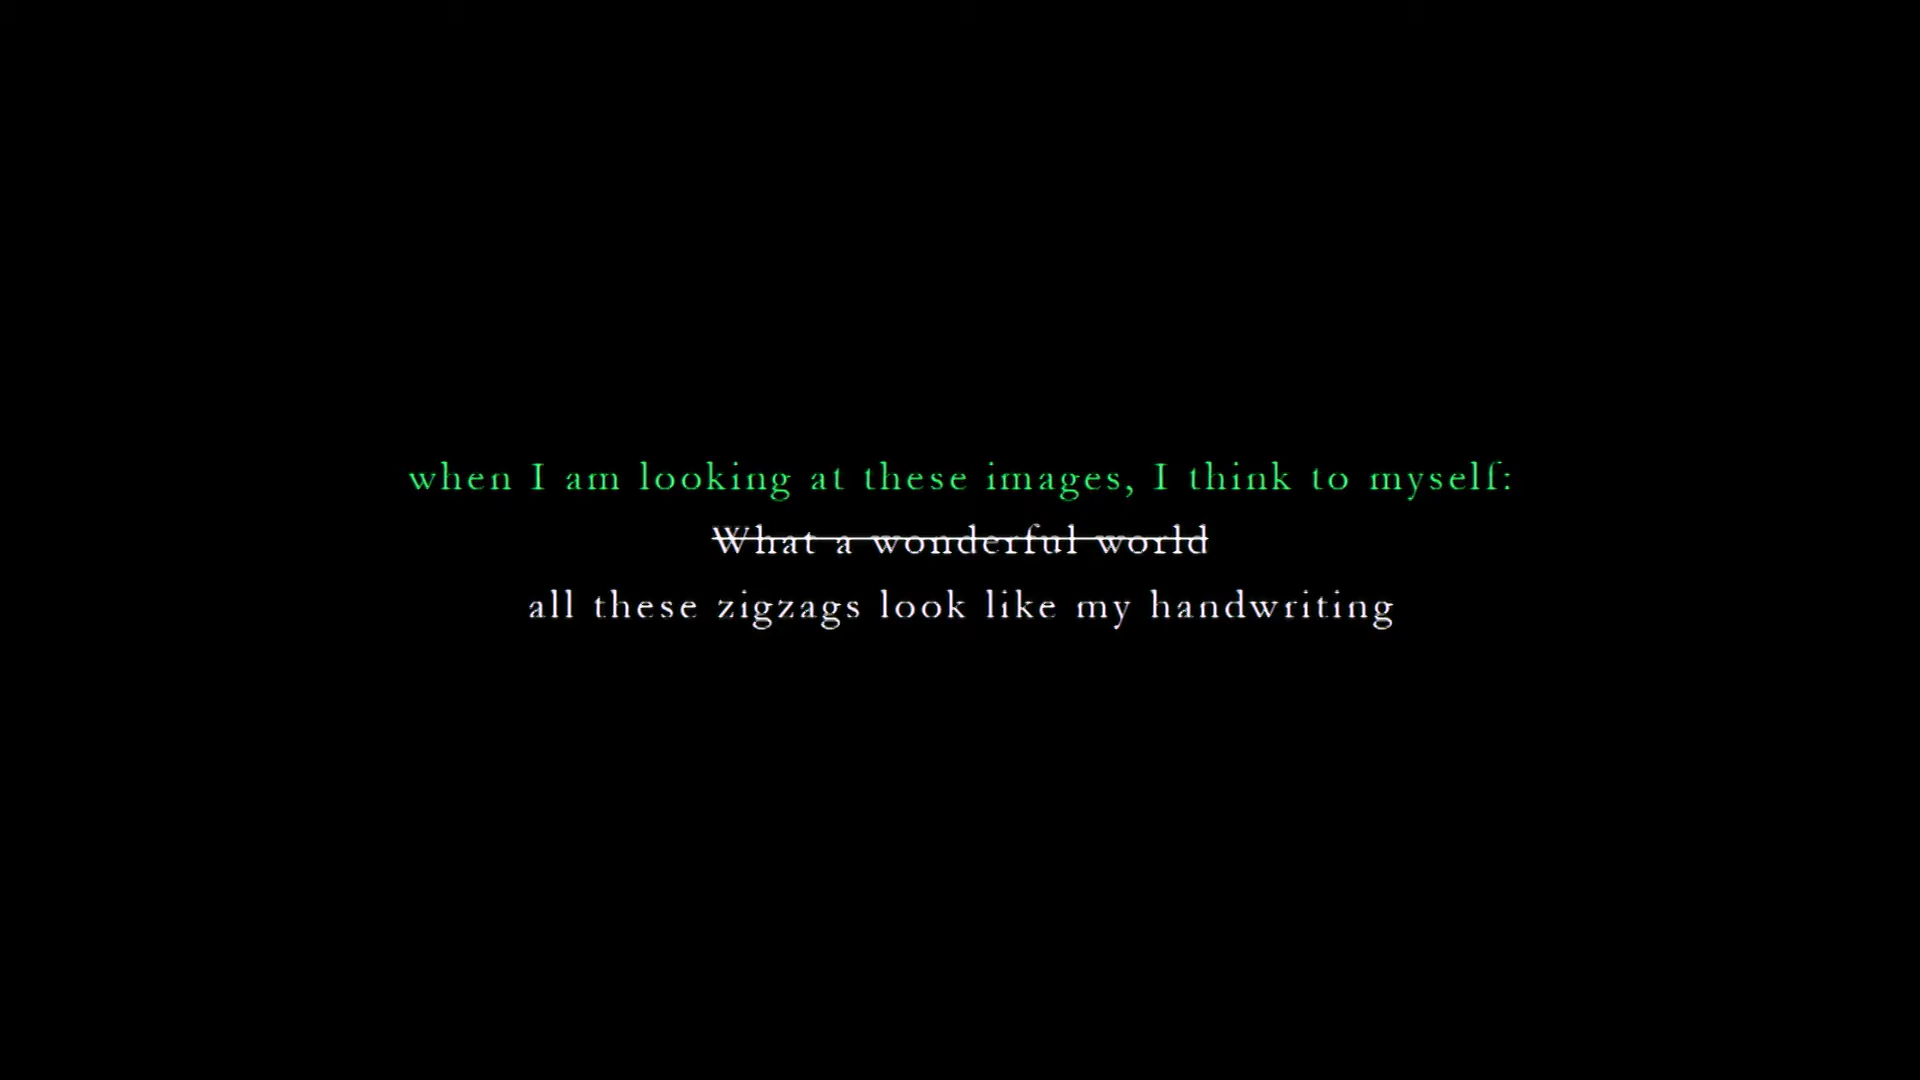 when I am looking at these images, I think to myself:
What a wonderful world
all these zigzags look like my handwriting